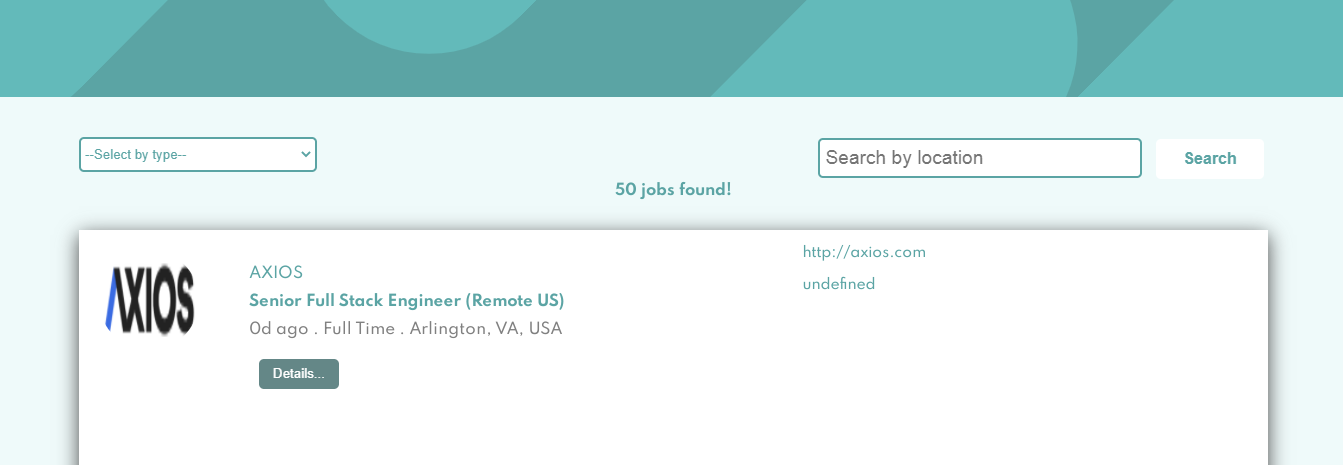 --Select by type--
Search by location
Search
50 jobs found!
AXIOS
AXIOS
Senior Full Stack Engineer (Remote US)
0d ago . Full Time . Arlington, VA, USA
Details...
http://axios.com
undefined